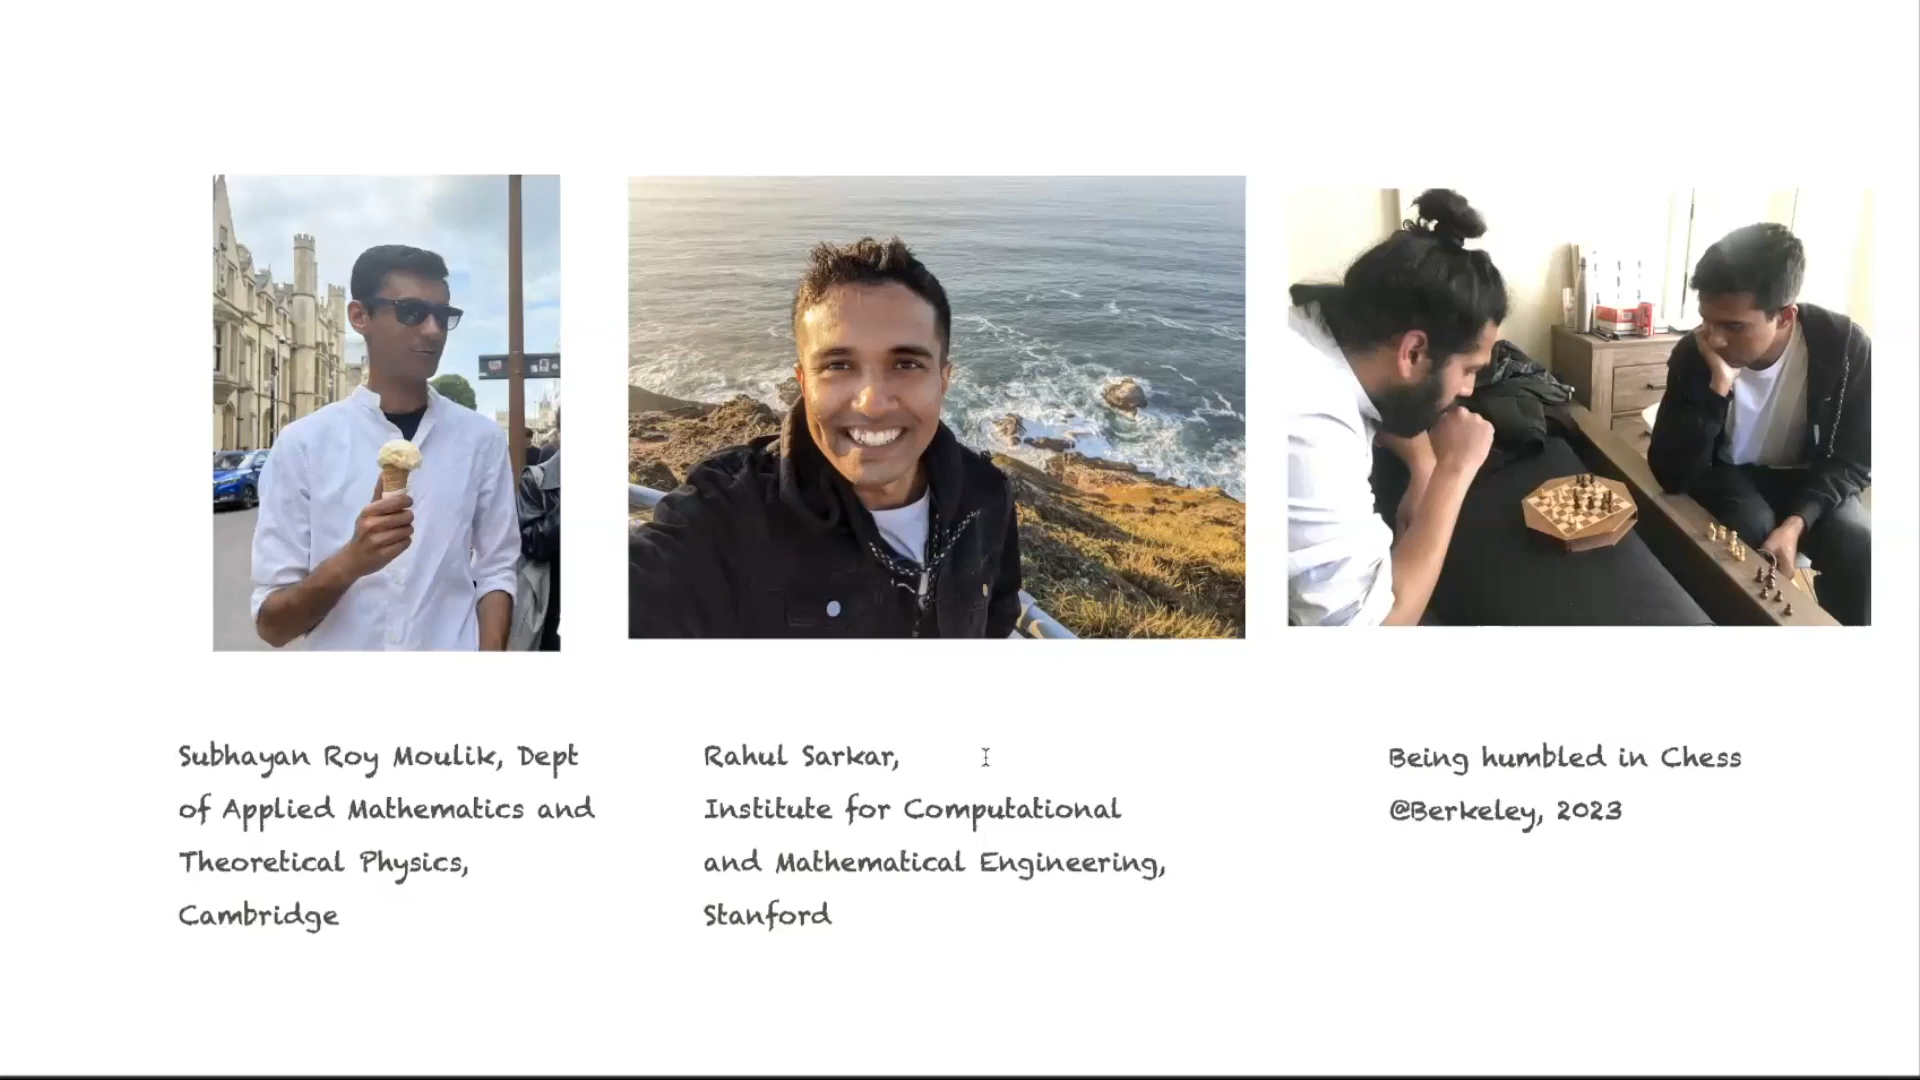 Subhayan Roy Moulik, Dept
of Applied Mathematics and
Theoretical Physics,
Cambridge
Rahul Sarkar,
Institute for Computational
and Mathematical Engineering,
Stanford
Being humbled in Chess
@Berkeley, 2023